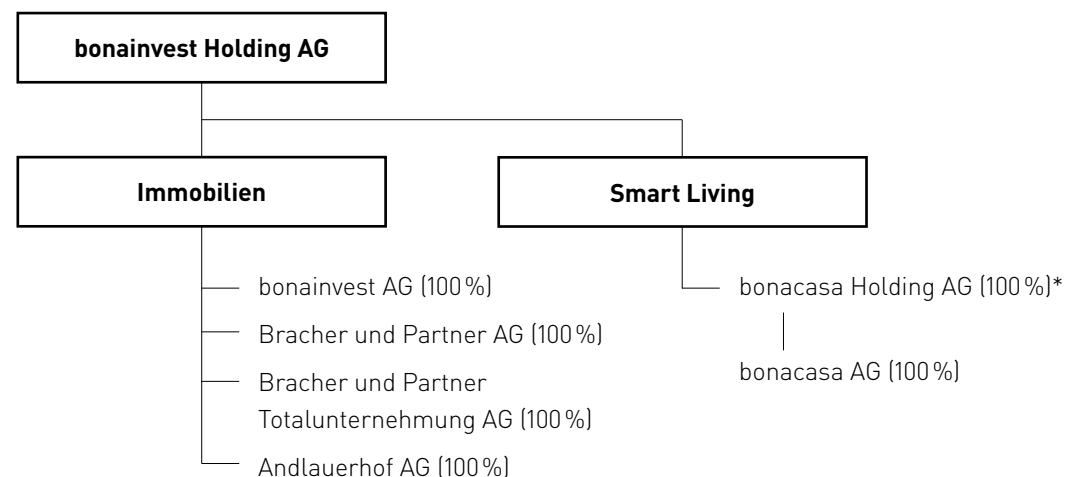 bonainvest Holding AG
Immobilien
Smart Living
bonainvest AG (100 %)
Bracher und Partner AG (100 %)
Bracher und Partner
Totalunternehmung AG (100 %)
Andlauerhof AG (100 %)
bonacasa Holding AG (100 %)*
bonacasa AG (100 %)